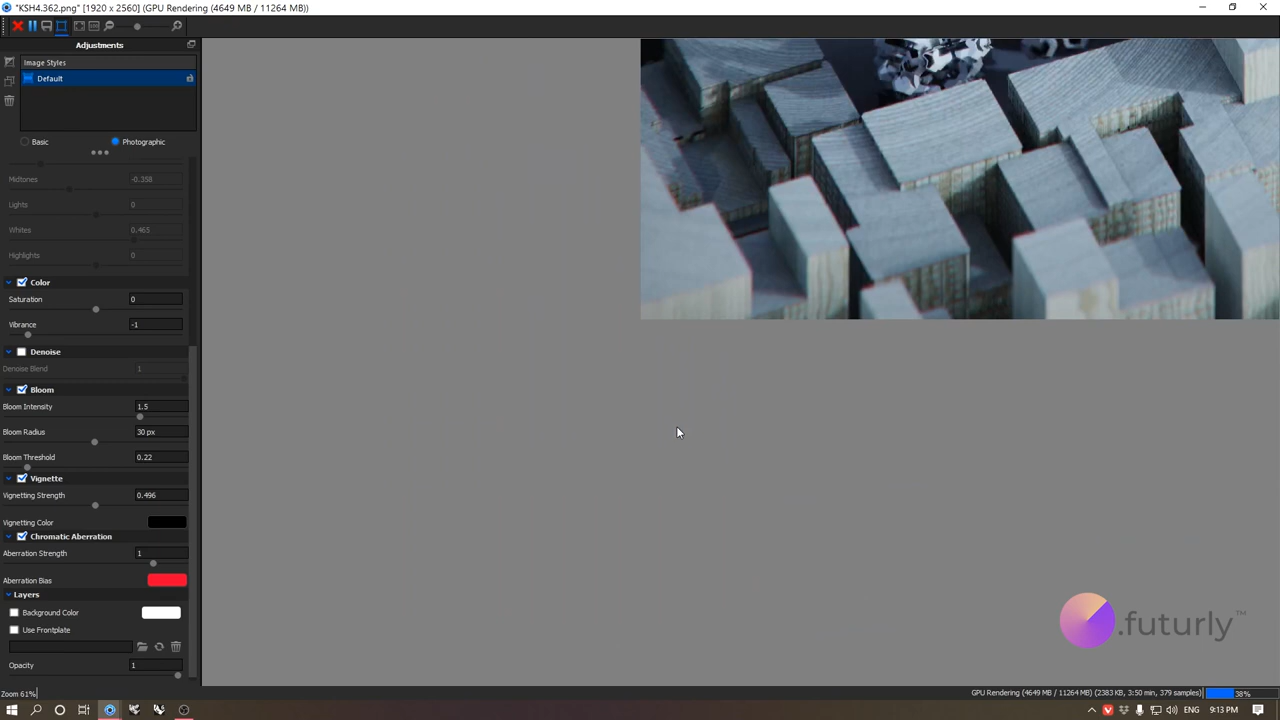 "KSH4.362.png" [1920 x 2560] (GPU Rendering (4649 MB / 11264 MB)
Adjustments
Image Styles
Default
Basic
Photographic
Midtones -0.358
Lights 0
Whites 0.465
Highlights 0
Color
Saturation 0
Vibrance -1
Denoise
Denoise Blend 1
Bloom
Bloom Intensity 1.5
Bloom Radius 30 px
Bloom Threshold 0.22
Vignette
Vignetting Strength 0.496
Vignetting Color
Chromatic Aberration
Aberration Strength 1
Aberration Bias
Layers
Background Color
Use Frontplate
Opacity 1
.futurly™
Zoom 61%
GPU Rendering (4649 MB / 11264 MB) (2383 KB, 3:50 min, 379 samples)
38%
ENG
9:13 PM